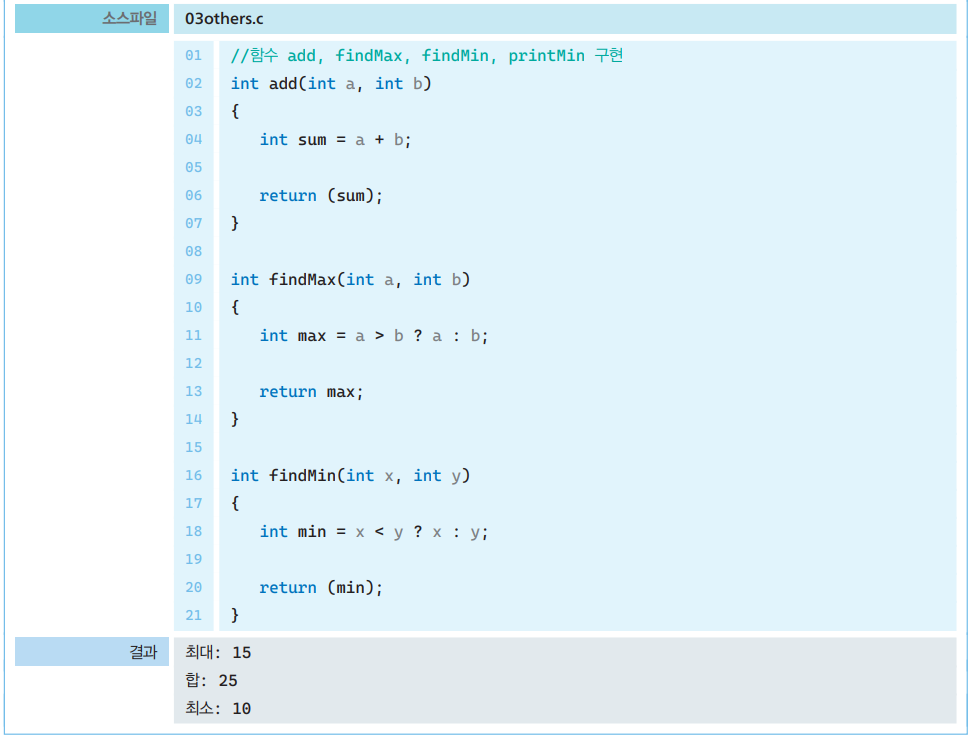 소스파일 03others.c
01 //함수 add, findMax, findMin, printMin 구현
02 int add(int a, int b)
03 {
04    int sum = a + b;
05
06    return (sum);
07 }
08
09 int findMax(int a, int b)
10 {
11    int max = a > b ? a : b;
12
13    return max;
14 }
15
16 int findMin(int x, int y)
17 {
18    int min = x < y ? x : y;
19
20    return (min);
21 }
결과 최대: 15
합: 25
최소: 10